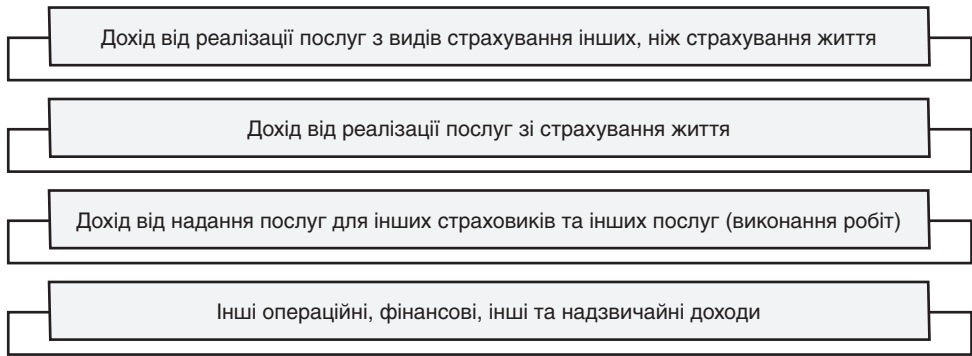 Дохід від реалізації послуг з видів страхування інших, ніж страхування життя
Дохід від реалізації послуг зі страхування життя
Дохід від надання послуг для інших страховиків та інших послуг (виконання робіт)
Інші операційні, фінансові, інші та надзвичайні доходи